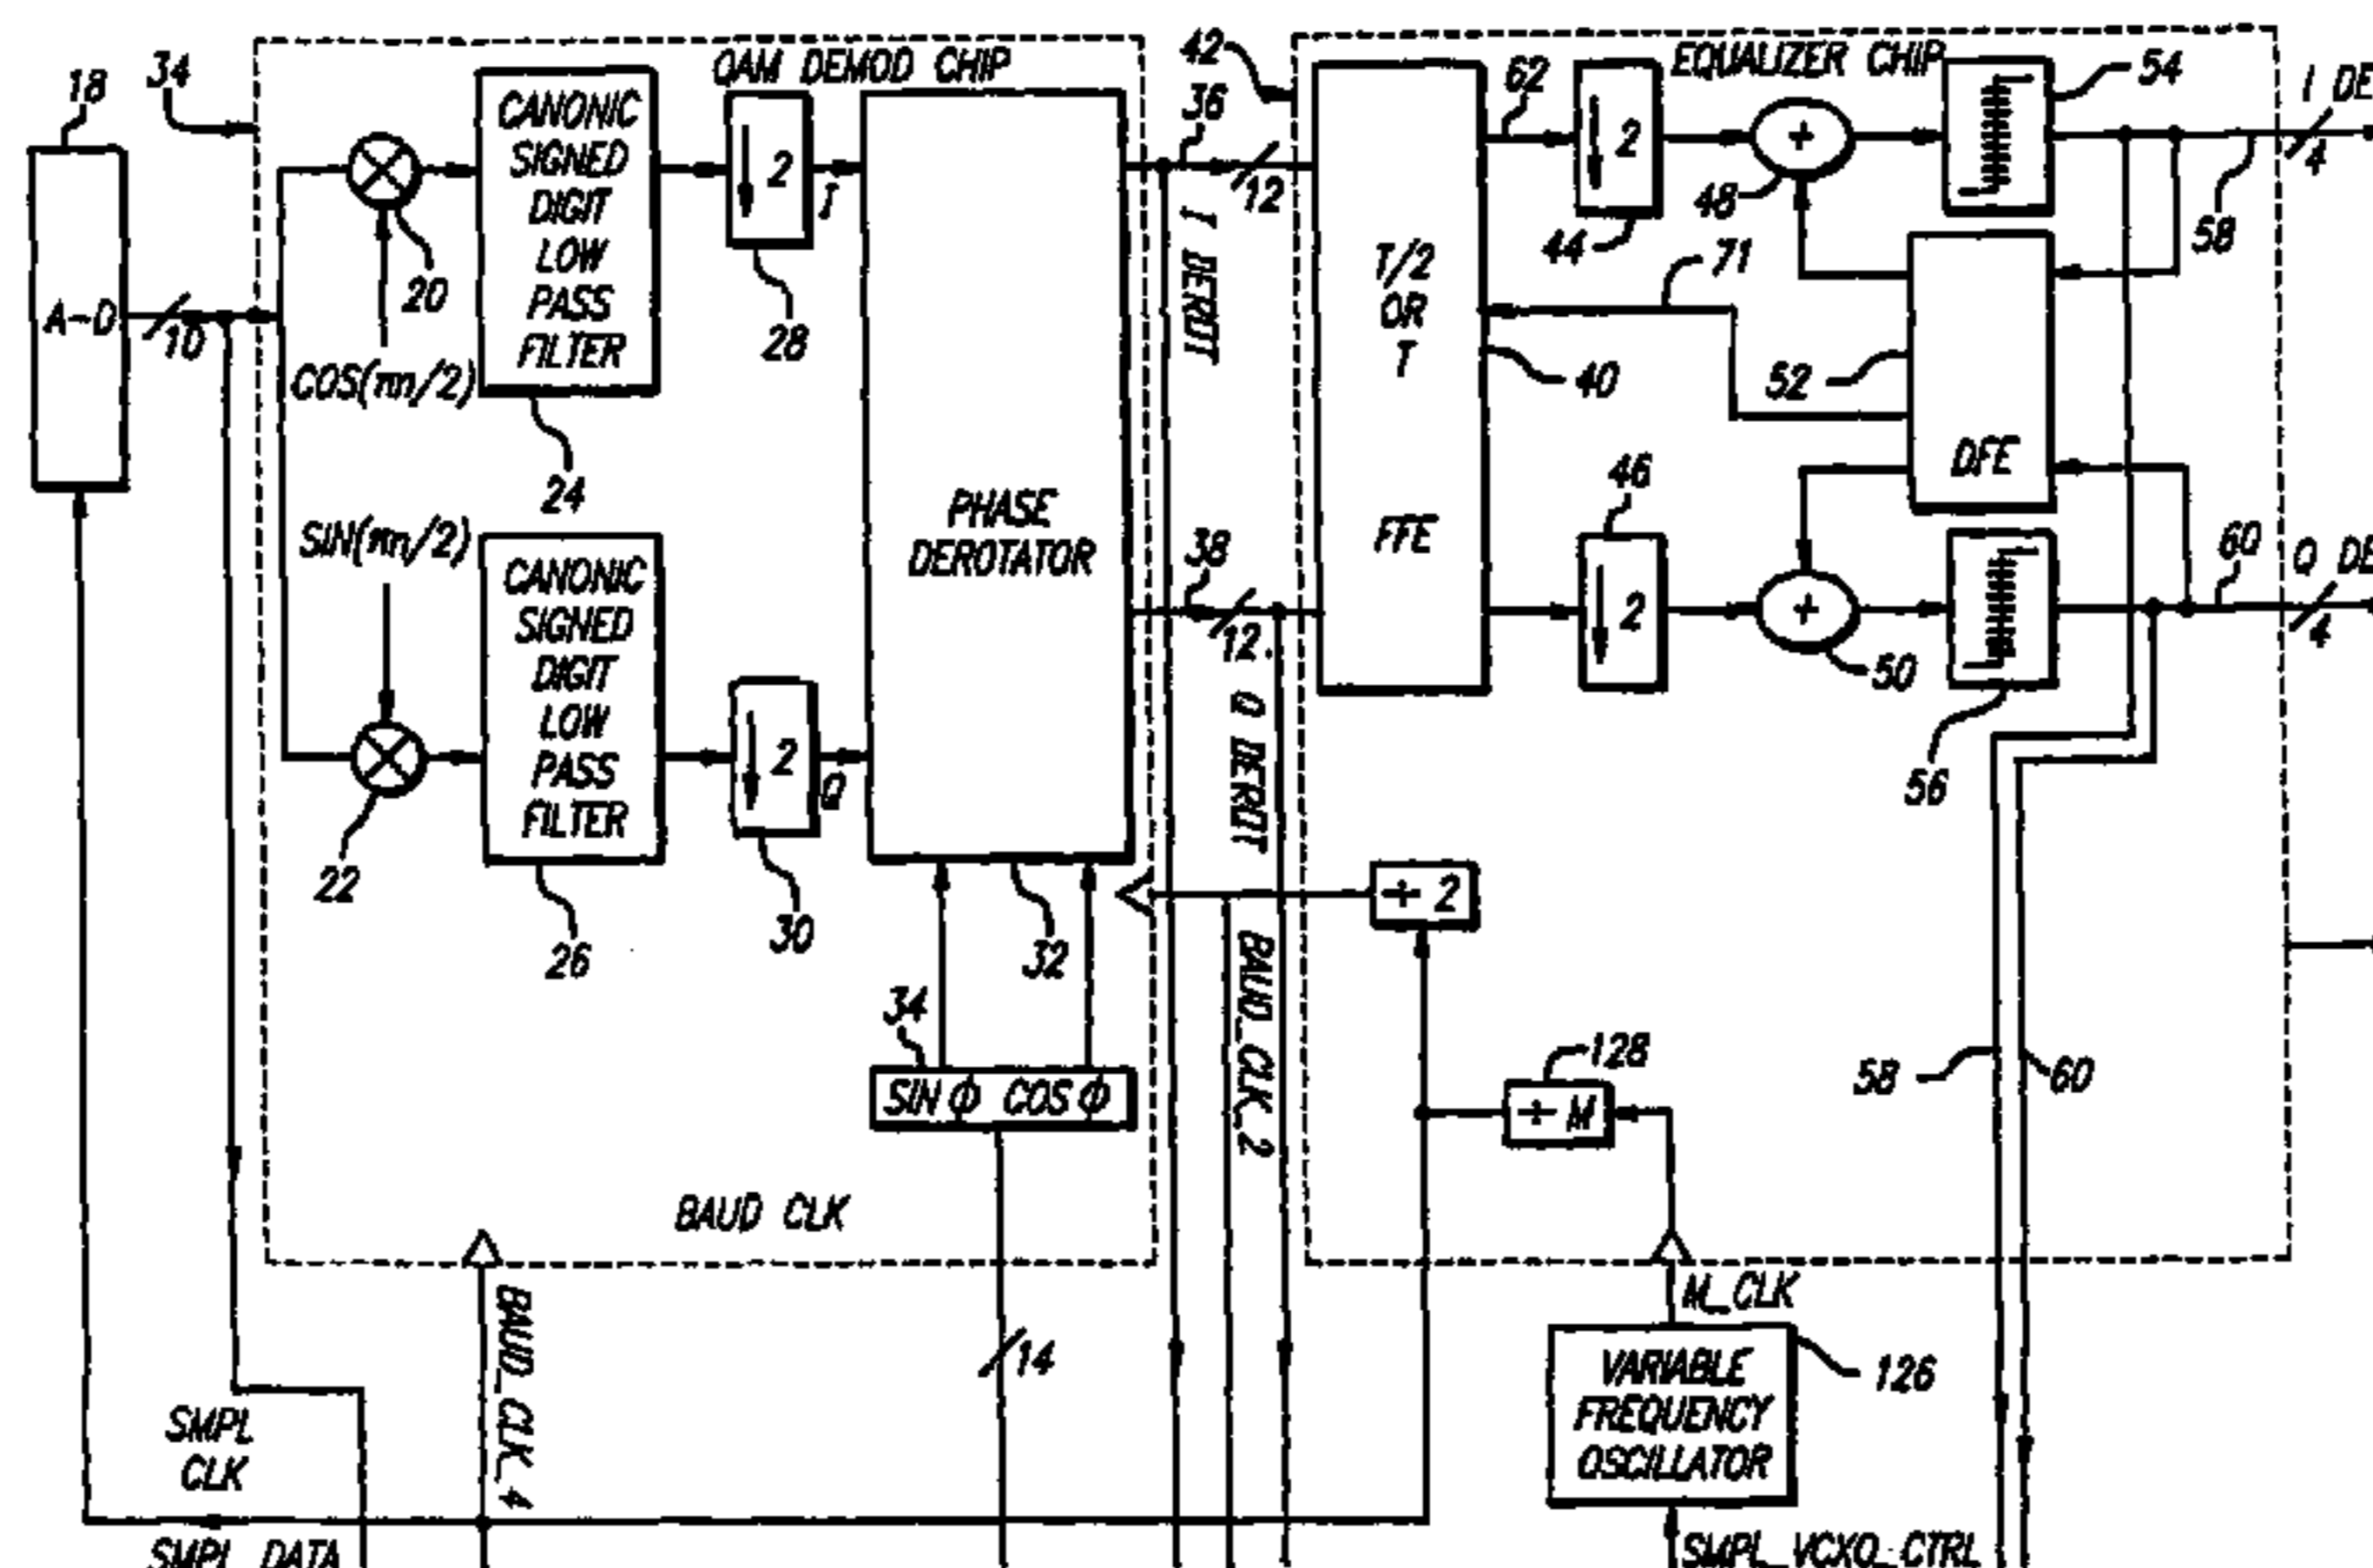 18
34
QAM DEMOD CHIP
42
EQUALIZER CHIP
54
I DE
4
CANONIC
SIGNED
DIGIT
LOW
PASS
FILTER
2
I
36
12
62
2
+
48
44
58
20
28
A-D
10
COS(πn/2)
I DEROT
T/2
OR
T
71
40
52
24
SIN(πn/2)
PHASE
DEROTATOR
FFE
46
DFE
38
12.
60
Q DE
4
CANONIC
SIGNED
DIGIT
LOW
PASS
FILTER
2
+
50
2
Q
Q DEROT
56
22
26
30
32
÷ 2
34
BAUD_CLK_2
SIN ϕ COS ϕ
128
÷ M
58
60
BAUD CLK
BAUD_CLK_4
M_CLK
14
VARIABLE
FREQUENCY
OSCILLATOR
126
SMPL
CLK
SMPL DATA
SMPL_VCXO_CTRL